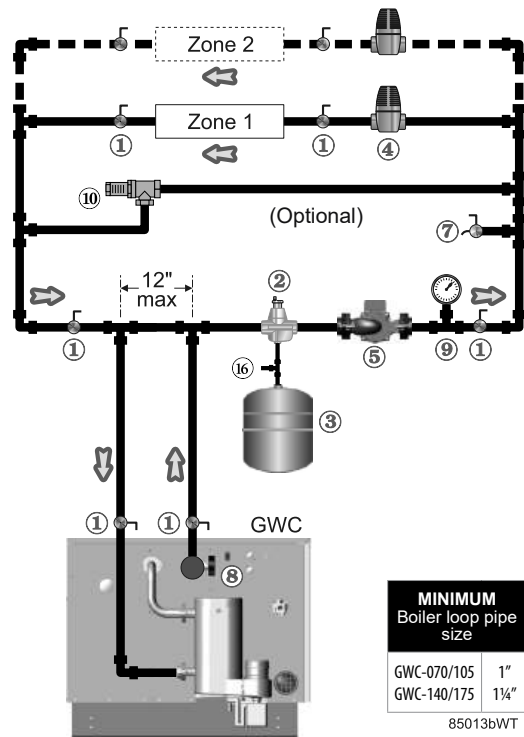 Zone 2
Zone 1
1
1
4
10
(Optional)
7
12"
max
2
1
5
9
1
16
3
1
1
GWC
8
MINIMUM
Boiler loop pipe
size
GWC-070/105 1”
GWC-140/175 1¼”
85013bWT